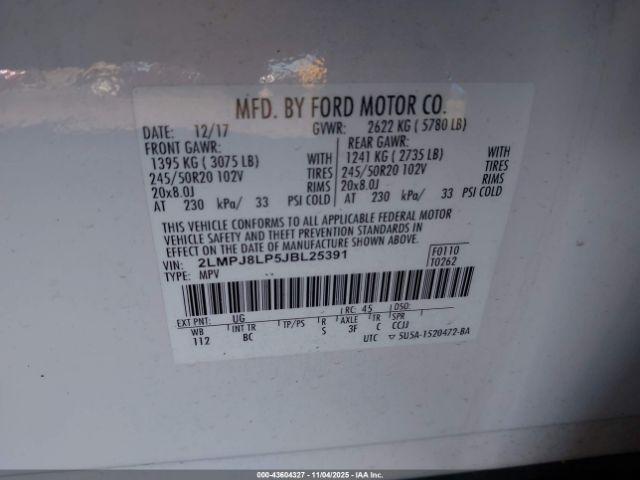 MFD. BY FORD MOTOR CO.
DATE: 12/17 GVWR: 2622 KG ( 5780 LB)
FRONT GAWR: REAR GAWR:
1395 KG ( 3075 LB) WITH 1241 KG ( 2735 LB) WITH
245/50R20 102V TIRES 245/50R20 102V TIRES
20x8.0J RIMS 20x8.0J RIMS
AT 230 kPa/ 33 PSI COLD AT 230 kPa/ 33 PSI COLD
THIS VEHICLE CONFORMS TO ALL APPLICABLE FEDERAL MOTOR
VEHICLE SAFETY AND BUMPER STANDARDS IN
EFFECT ON THE DATE OF MANUFACTURE SHOWN ABOVE.
VIN: 2LMPJ8LP5JBL25391 F0110
TYPE: MPV T0262
EXT PNT: UG RC: 45 DSO:
WB INT TR TP/PS R AXLE TR SPR
112 BC S 3F C CCJJ
UTC 5U5A-1520472-BA
000-43604327 - 11/04/2025 - IAAI.com